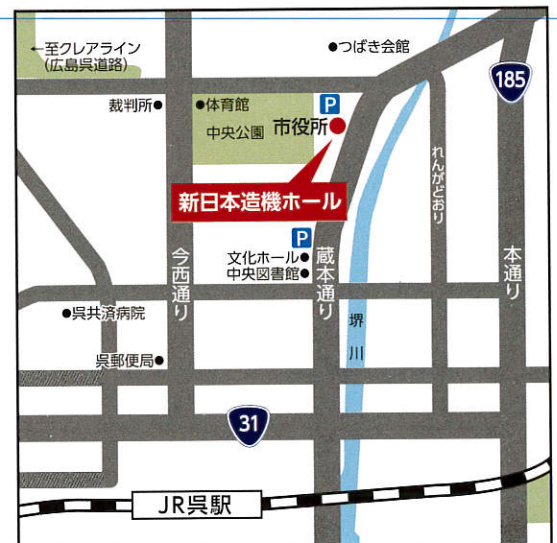 ←至クレアライン
(広島呉道路)
●つばき会館
185
裁判所●
●体育館
P
中央公園
市役所●
れんがどおり
新日本造機ホール
P
文化ホール●
中央図書館●
今西通り
蔵本通り
本通り
堺川
●呉共済病院
呉郵便局●
31
JR呉駅